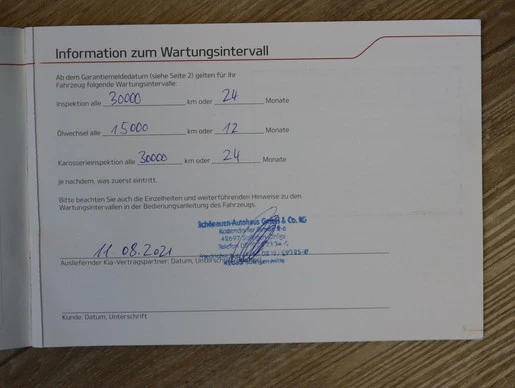 Information zum Wartungsintervall
Ab dem Garantiemeldedatum (siehe Seite 2) gelten für Ihr
Fahrzeug folgende Wartungsintervalle:
Inspektion alle 30000 km oder 24 Monate
Ölwechsel alle 15000 km oder 12 Monate
Karosserieinspektion alle 30000 km oder 24 Monate
je nachdem, was zuerst eintritt.
Bitte beachten Sie auch die Einzelheiten und weiterführenden Hinweise zu den
Wartungsintervallen in der Bedienungsanleitung des Fahrzeugs.
Autohaus GmbH & Co. KG
42697
Telefon
11 08.2021
Ausliefernder Kia-Vertragspartner: Datum, Unterschrift
Kunde: Datum, Unterschrift